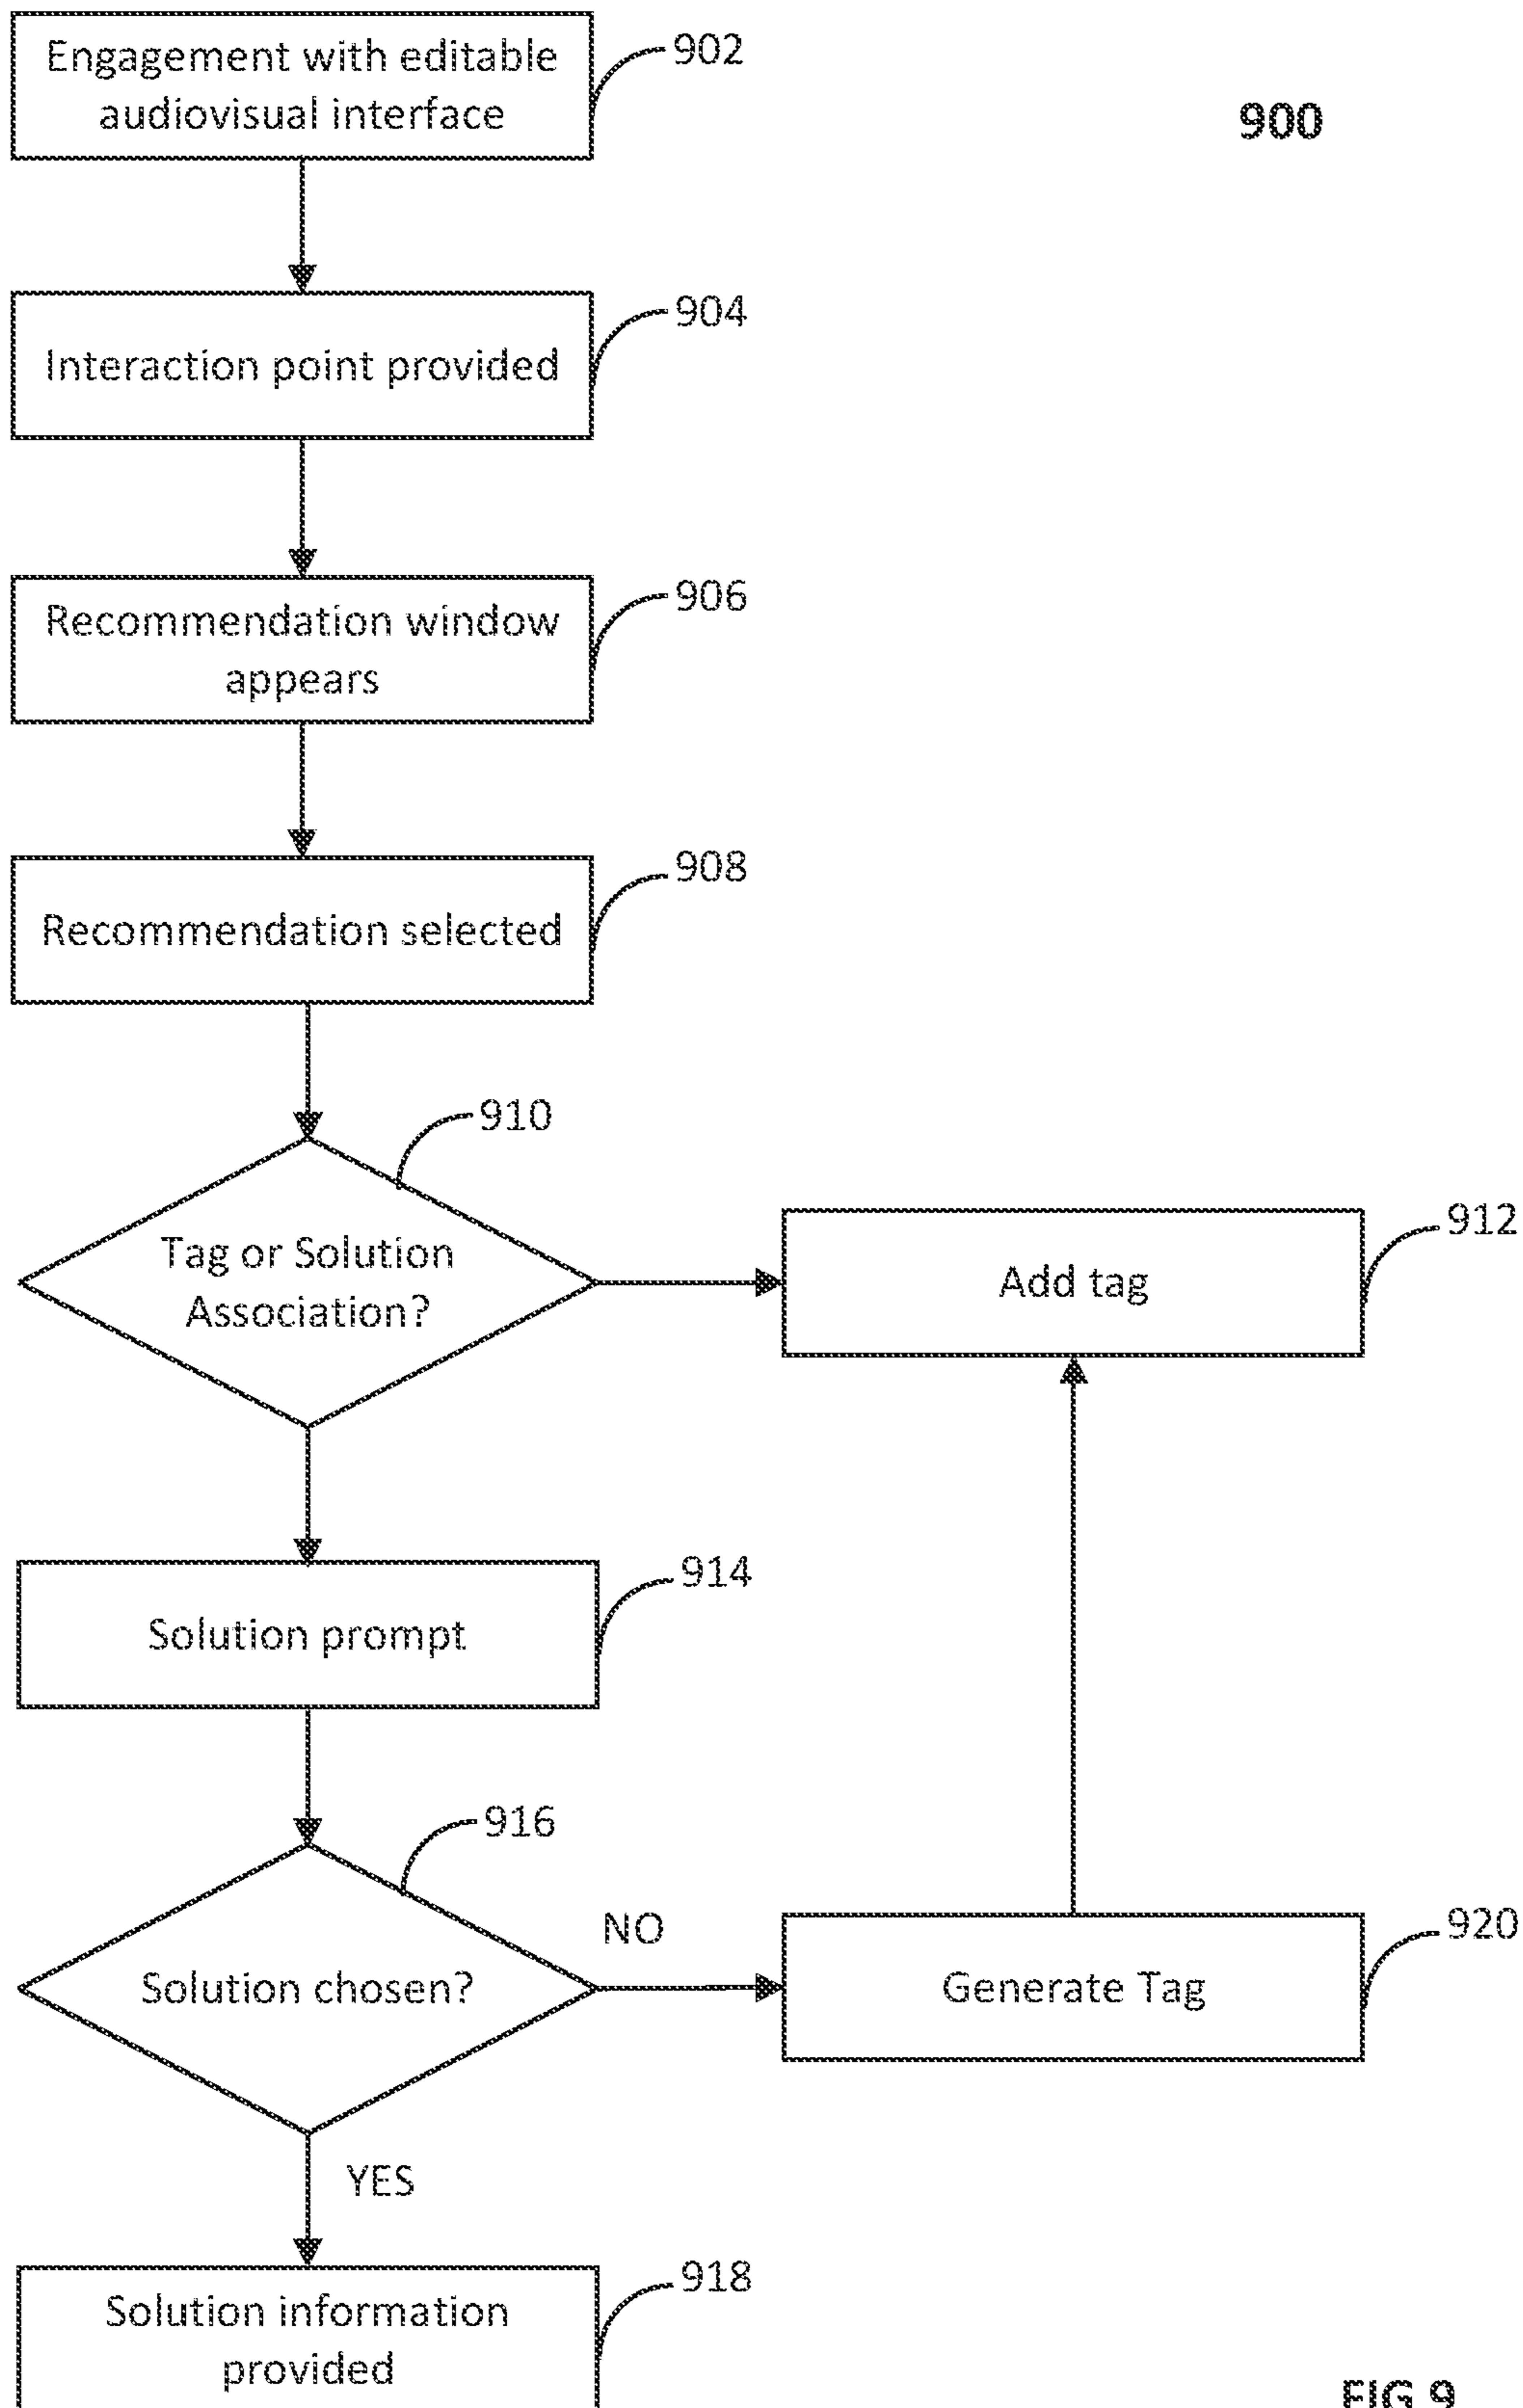 Engagement with editable
audiovisual interface
902
900
Interaction point provided
904
Recommendation window
appears
906
Recommendation selected
908
910
Tag or Solution
Association?
Add tag
912
Solution prompt
914
916
Solution chosen?
NO
Generate Tag
920
YES
Solution information
provided
918
FIG 9